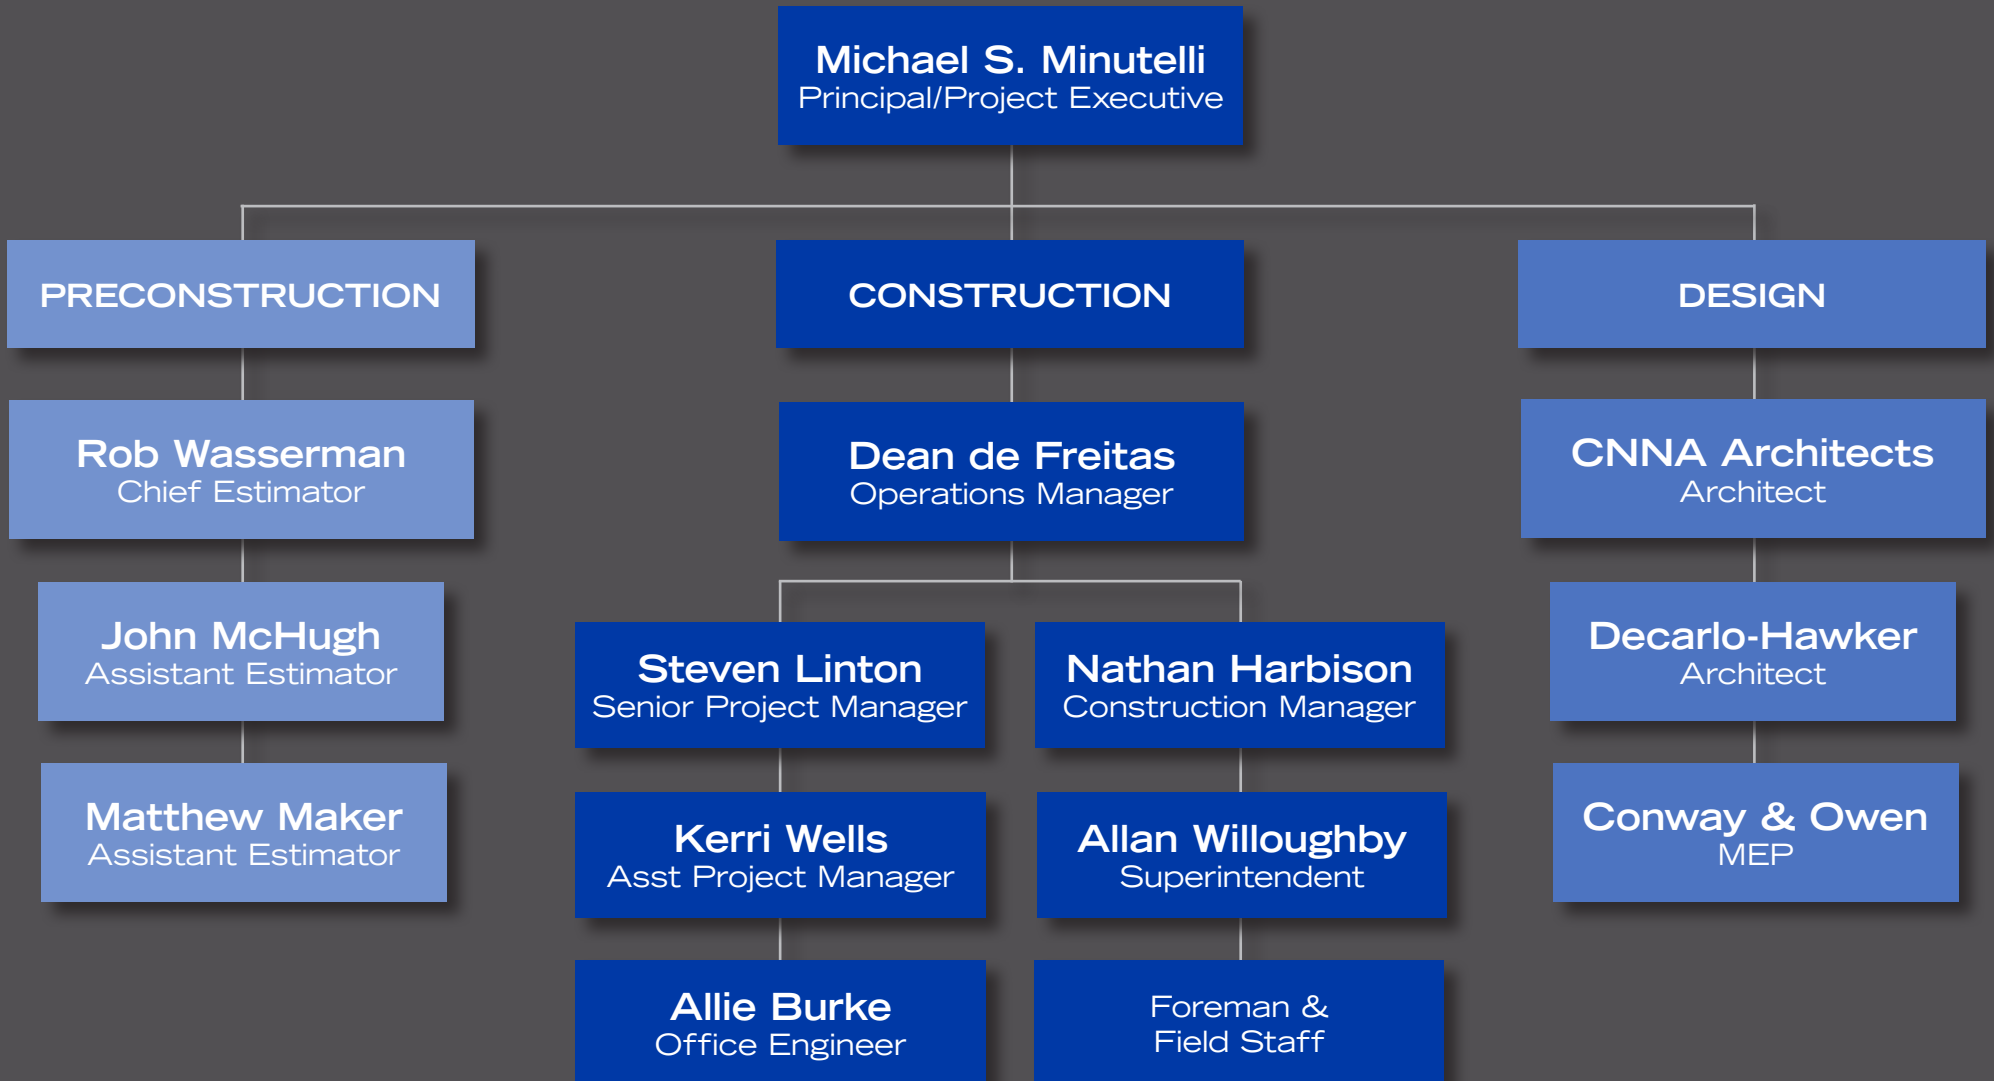 Michael S. Minutelli
Principal/Project Executive
PRECONSTRUCTION
CONSTRUCTION
DESIGN
Rob Wasserman
Chief Estimator
Dean de Freitas
Operations Manager
CNNA Architects
Architect
John McHugh
Assistant Estimator
Steven Linton
Senior Project Manager
Nathan Harbison
Construction Manager
Decarlo-Hawker
Architect
Matthew Maker
Assistant Estimator
Kerri Wells
Asst Project Manager
Allan Willoughby
Superintendent
Conway & Owen
MEP
Allie Burke
Office Engineer
Foreman &
Field Staff